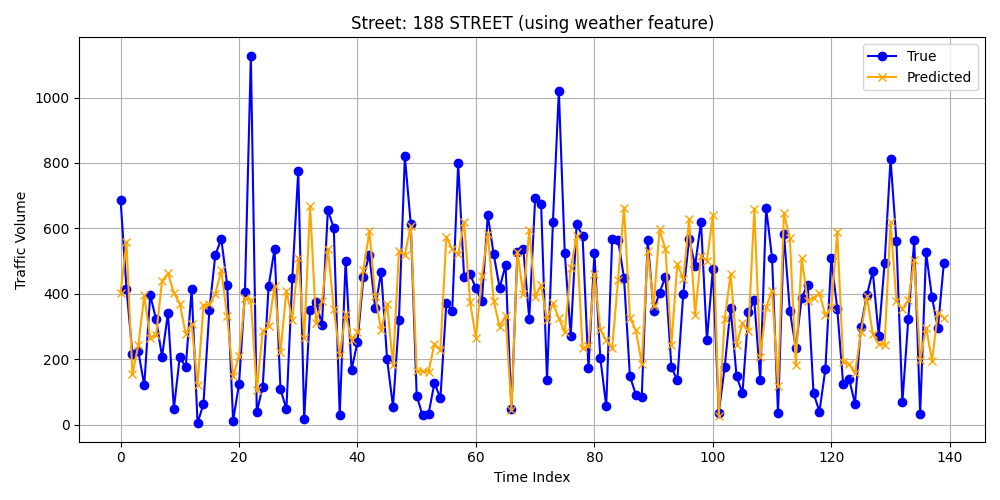 Street: 188 STREET (using weather feature)
True
Predicted
Traffic Volume
1000
800
600
400
200
0
0 20 40 60 80 100 120 140
Time Index